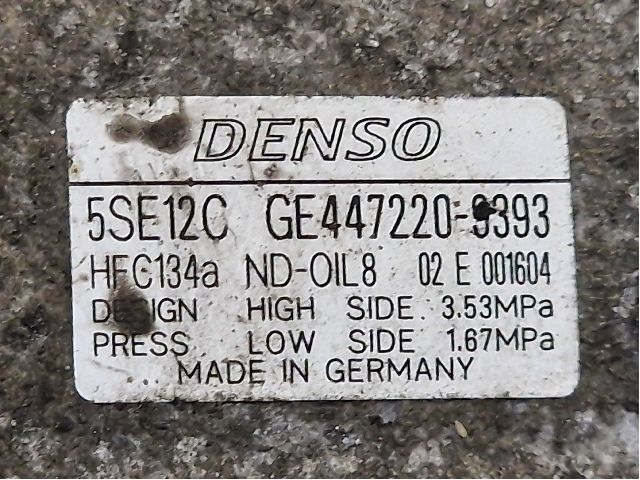 DENSO
5SE12C GE447220-9393
HFC134a ND-OIL8 02 E 001604
DESIGN HIGH SIDE. 3.53MPa
PRESS LOW SIDE 1.67MPa
MADE IN GERMANY